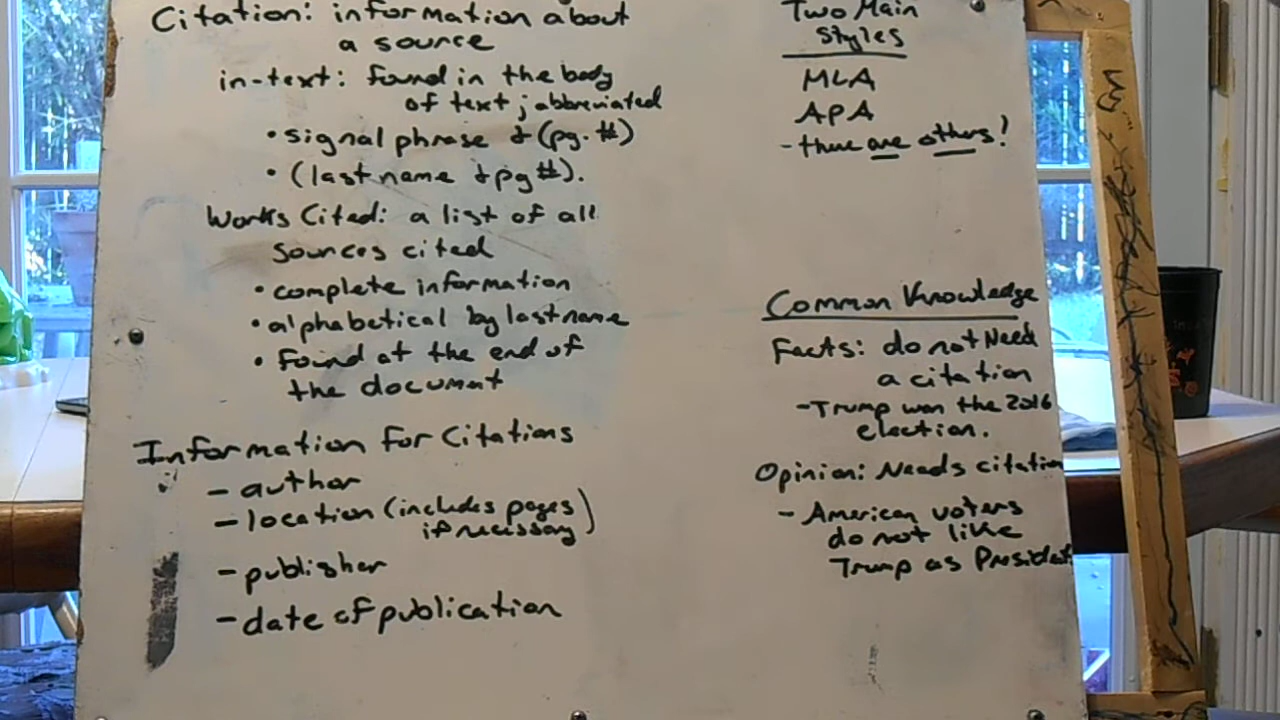 Citation: information about
a source
in-text: found in the body
of text; abbreviated
• signal phrase & (pg. #)
• (last name & pg #).
Works Cited: a list of all
sources cited
• complete information
• alphabetical by last name
• Found at the end of
the document
Information For Citations
- author
- location (includes pages
if necessary)
- publisher
- date of publication
Two Main
Styles
MLA
APA
- there are others!
Common Knowledge
Facts: do not Need
a citation
- Trump won the 2016
election.
Opinion: Needs citation
- American voters
do not like
Trump as President